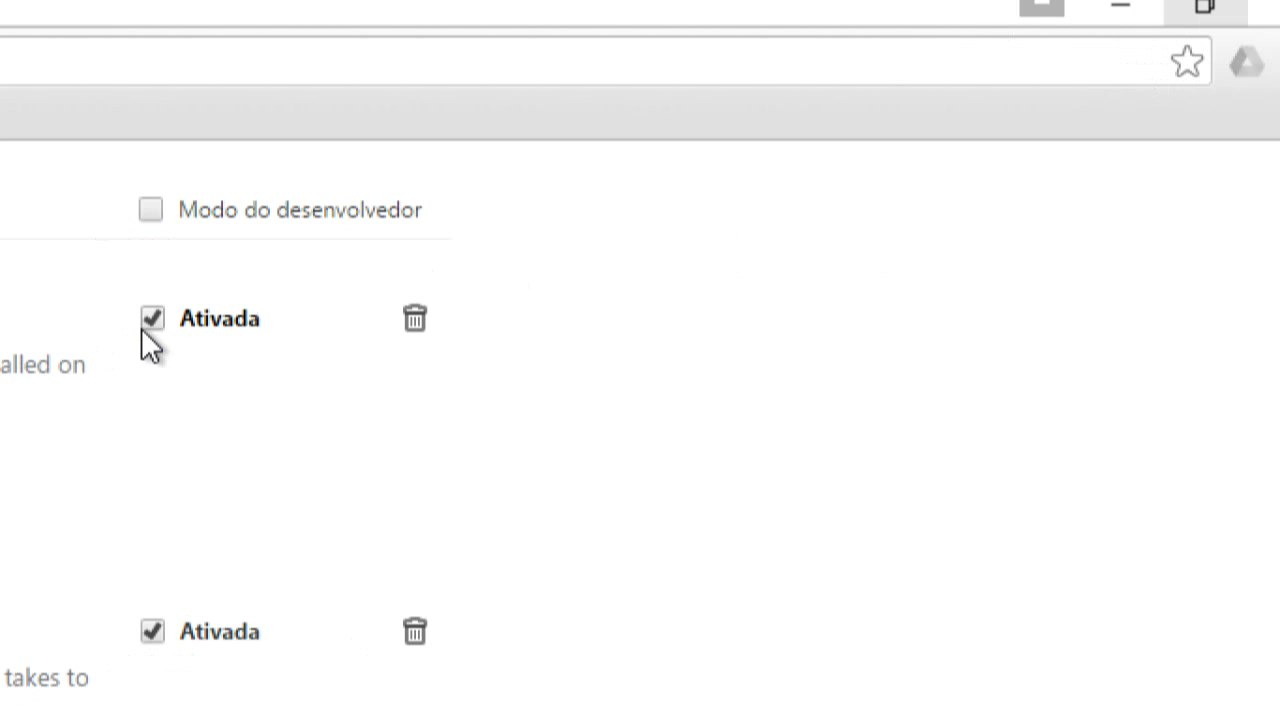 Modo do desenvolvedor
Ativada
alled on
Ativada
takes to